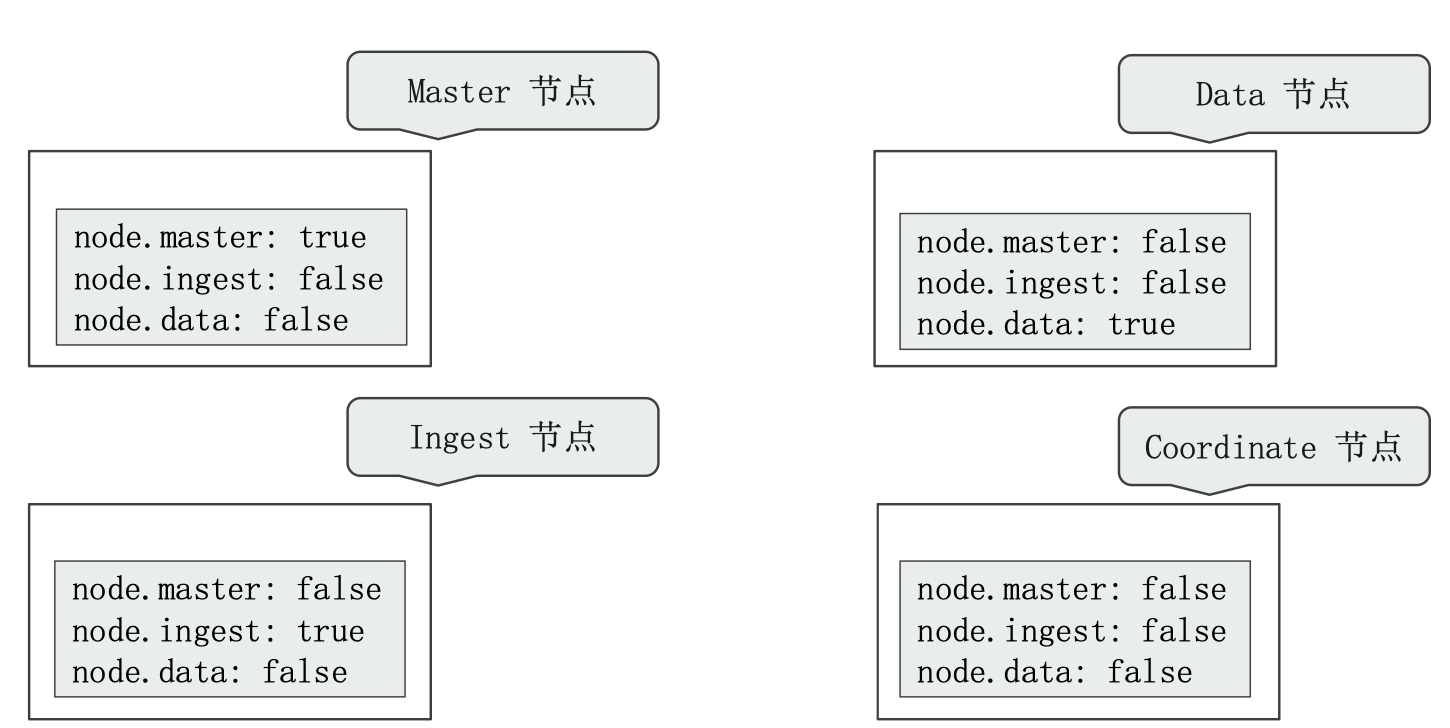 Master 节点
node.master: true
node.ingest: false
node.data: false
Data 节点
node.master: false
node.ingest: false
node.data: true
Ingest 节点
node.master: false
node.ingest: true
node.data: false
Coordinate 节点
node.master: false
node.ingest: false
node.data: false